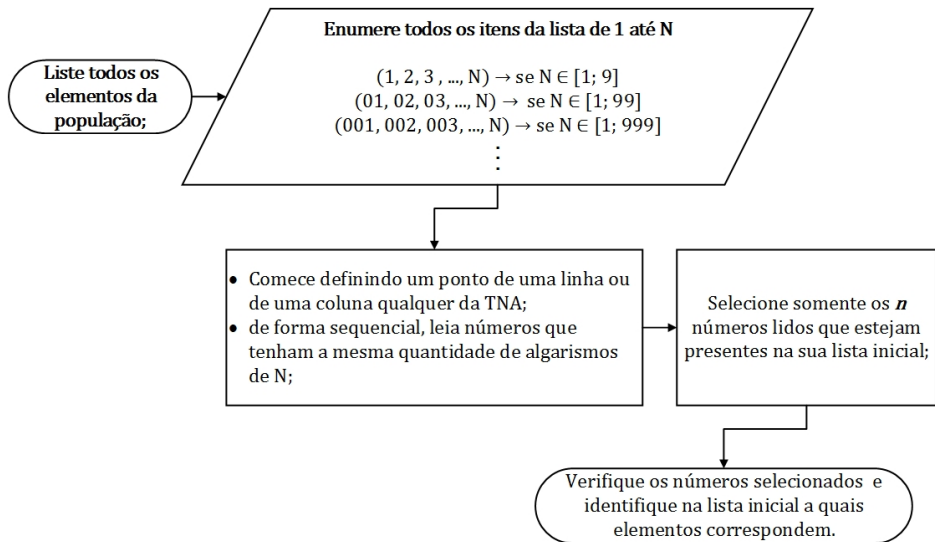 Liste todos os
elementos da
população;
Enumere todos os itens da lista de 1 até N
(1, 2, 3 , ..., N) → se N ∈ [1; 9]
(01, 02, 03, ..., N) → se N ∈ [1; 99]
(001, 002, 003, ..., N) → se N ∈ [1; 999]
⋮
• Comece definindo um ponto de uma linha ou
de uma coluna qualquer da TNA;
• de forma sequencial, leia números que
tenham a mesma quantidade de algarismos
de N;
Selecione somente os n
números lidos que estejam
presentes na sua lista inicial;
Verifique os números selecionados e
identifique na lista inicial a quais
elementos correspondem.